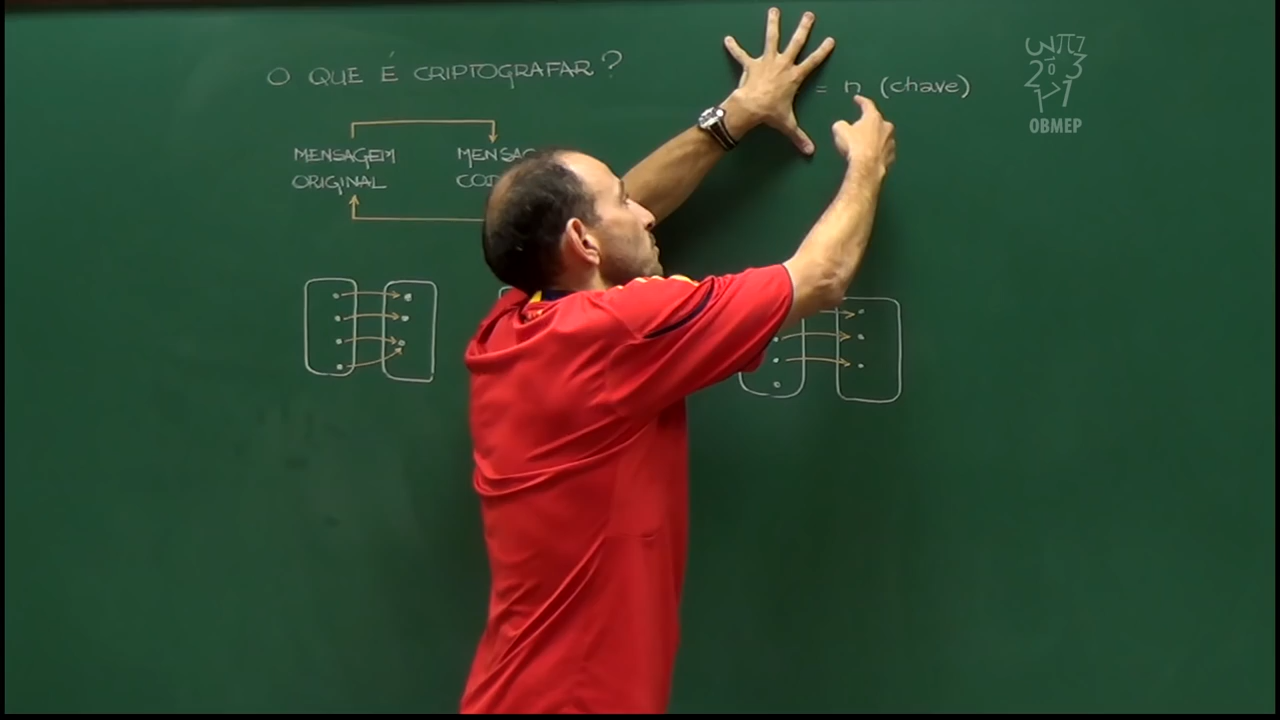 O QUE É CRIPTOGRAFAR?
= n (chave)
MENSAGEM
ORIGINAL
OBMEP